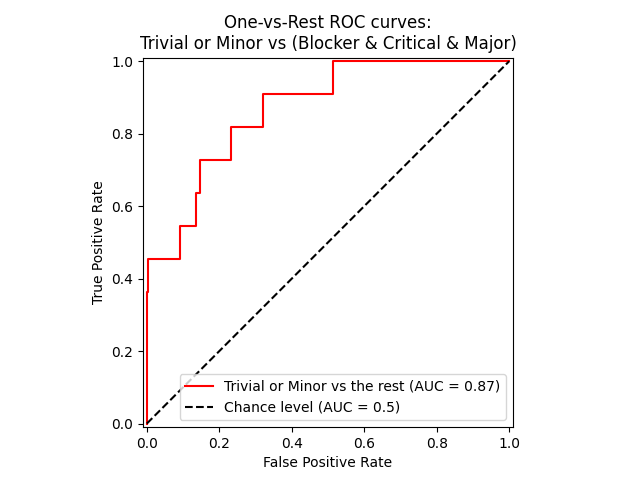 One-vs-Rest ROC curves:
Trivial or Minor vs (Blocker & Critical & Major)
1.0
0.8
0.6
0.4
0.2
0.0
True Positive Rate
Trivial or Minor vs the rest (AUC = 0.87)
Chance level (AUC = 0.5)
0.0 0.2 0.4 0.6 0.8 1.0
False Positive Rate